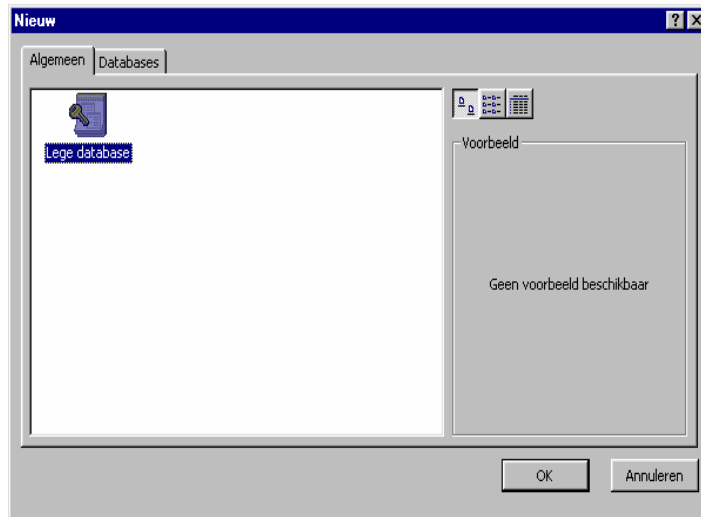 Nieuw
Algemeen Databases
Lege database
Voorbeeld
Geen voorbeeld beschikbaar
OK Annuleren